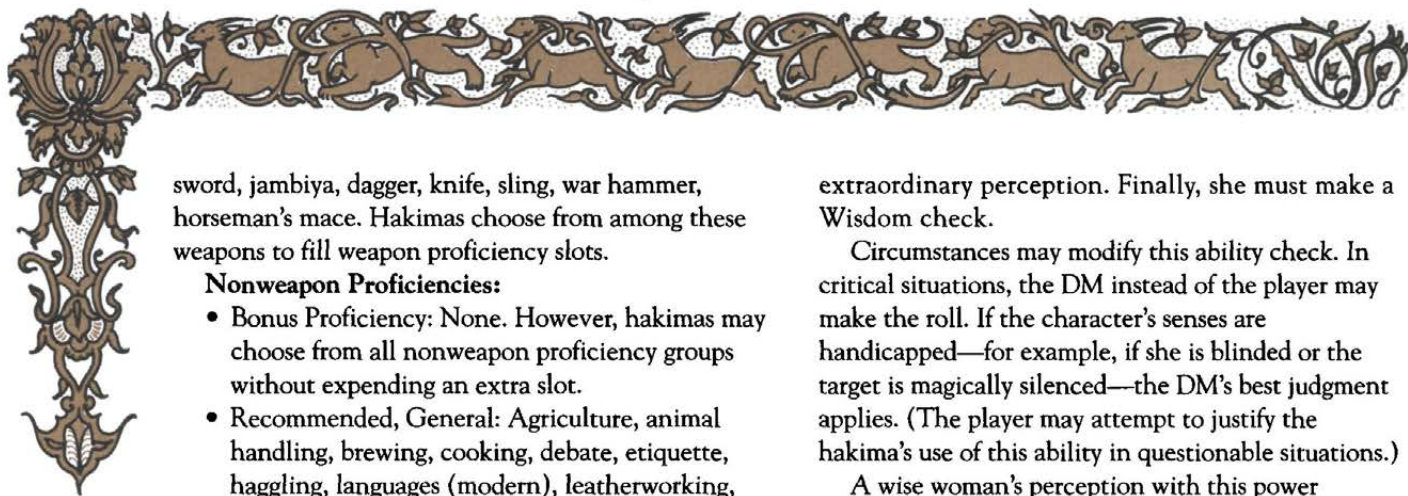 sword, jambiya, dagger, knife, sling, war hammer,
horseman's mace. Hakimas choose from among these
weapons to fill weapon proficiency slots.
Nonweapon Proficiencies:
• Bonus Proficiency: None. However, hakimas may
choose from all nonweapon proficiency groups
without expending an extra slot.
• Recommended, General: Agriculture, animal
handling, brewing, cooking, debate, etiquette,
haggling, languages (modern), leatherworking,
extraordinary perception. Finally, she must make a
Wisdom check.
Circumstances may modify this ability check. In
critical situations, the DM instead of the player may
make the roll. If the character's senses are
handicapped—for example, if she is blinded or the
target is magically silenced—the DM's best judgment
applies. (The player may attempt to justify the
hakima's use of this ability in questionable situations.)
A wise woman's perception with this power